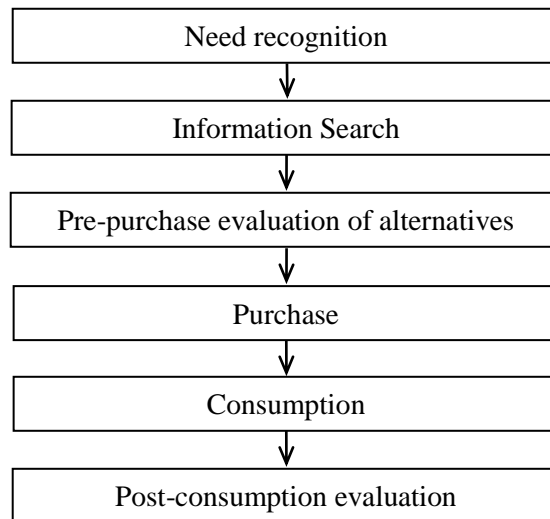 Need recognition
Information Search
Pre-purchase evaluation of alternatives
Purchase
Consumption
Post-consumption evaluation